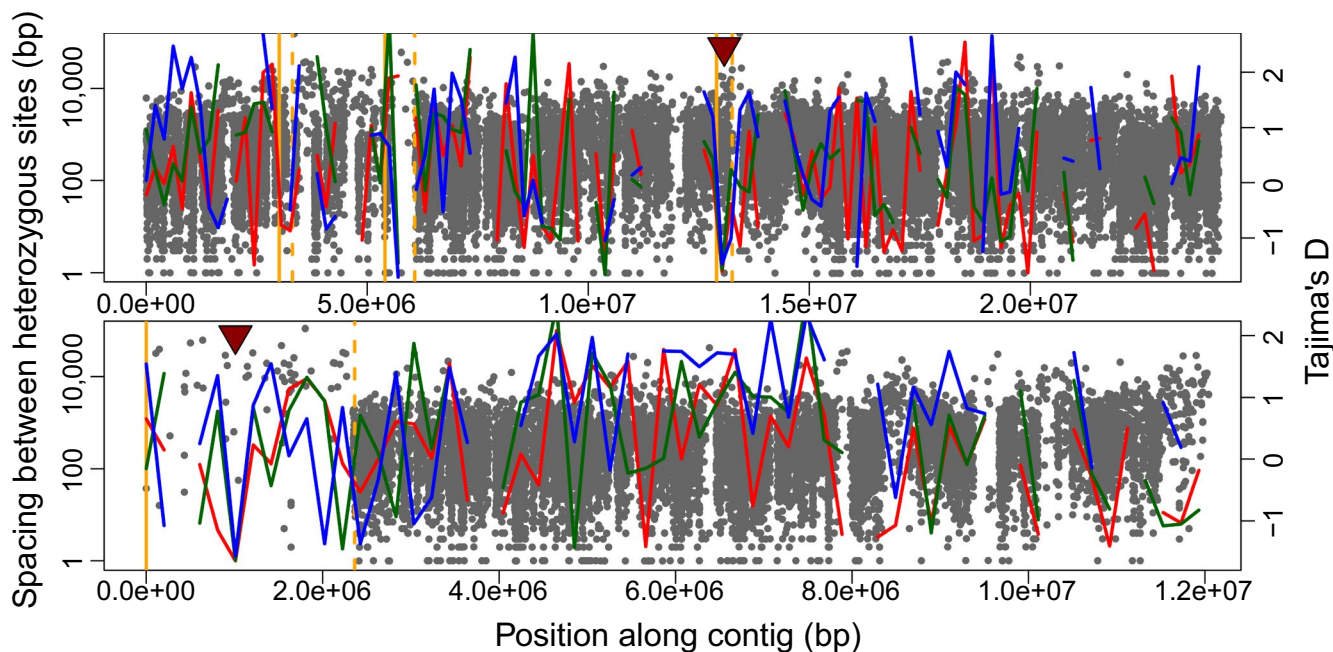 Spacing between heterozygous sites (bp)
10,000
100
1
2
1
0
−1
0.0e+00
5.0e06
1.0e+07
1.5e+07
2.0e+07
Tajima's D
10,000
100
1
2
1
0
−1
0.0e+00
2.0e+06
4.0e+06
6.0e+06
8.0e+06
1.0e+07
1.2e+07
Position along contig (bp)